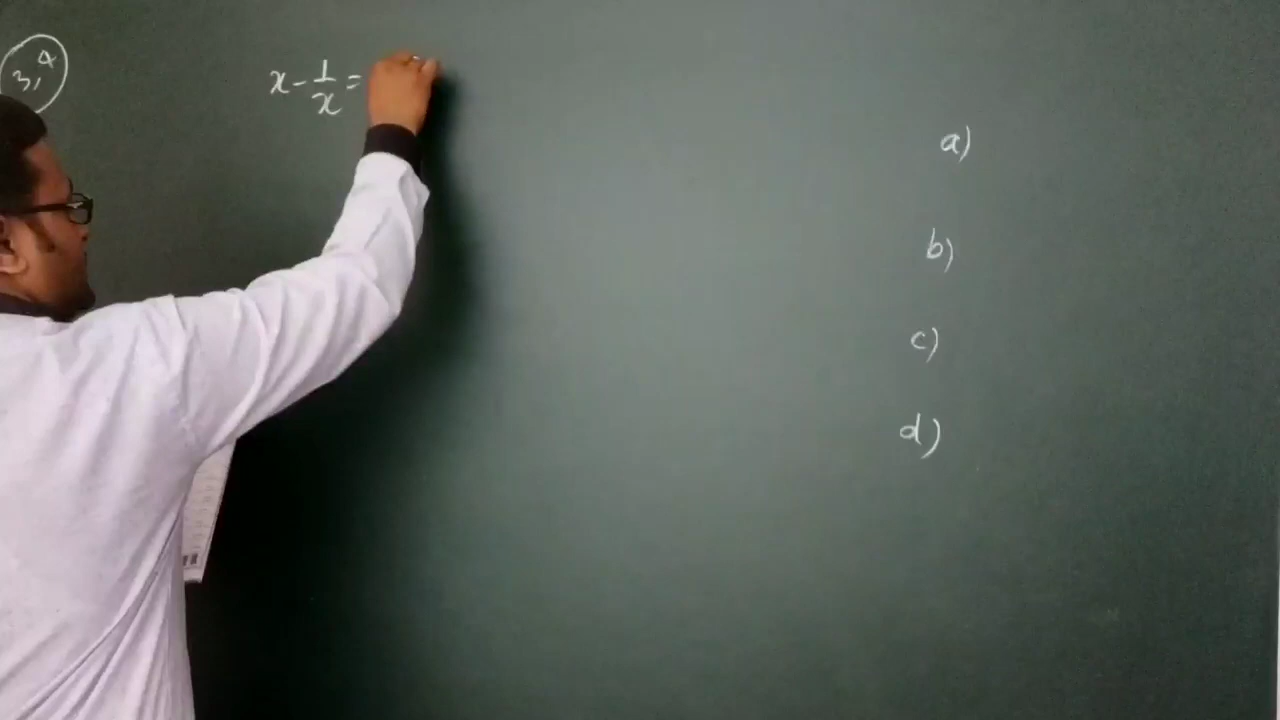 3,4
x - 1/x =
a)
b)
c)
d)